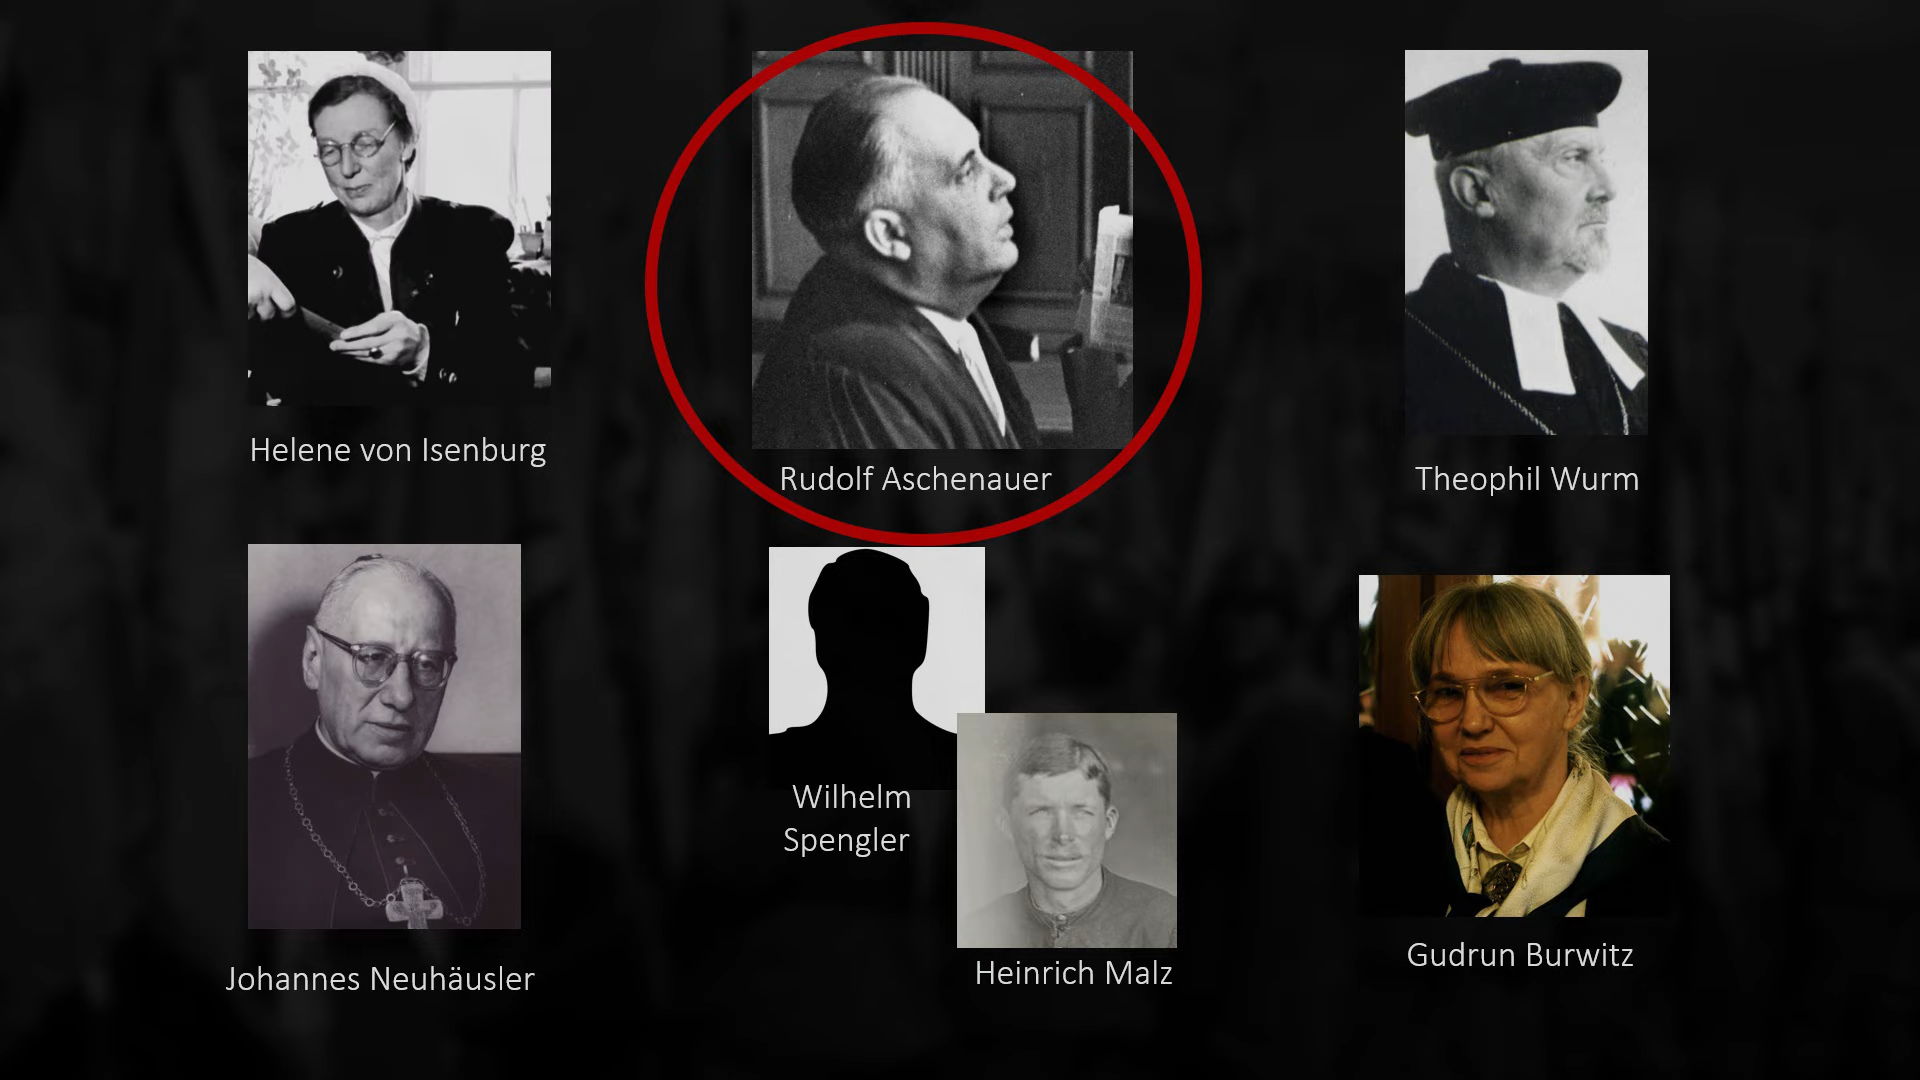 Helene von Isenburg
Rudolf Aschenauer
Theophil Wurm
Johannes Neuhäusler
Wilhelm
Spengler
Heinrich Malz
Gudrun Burwitz